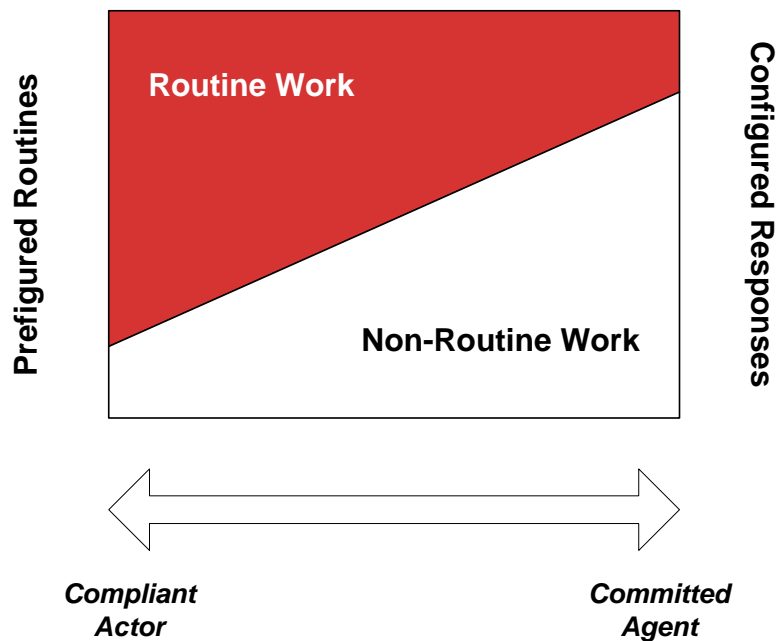 Prefigured Routines
Routine Work
Non-Routine Work
Configured Responses
Compliant
Actor
Committed
Agent